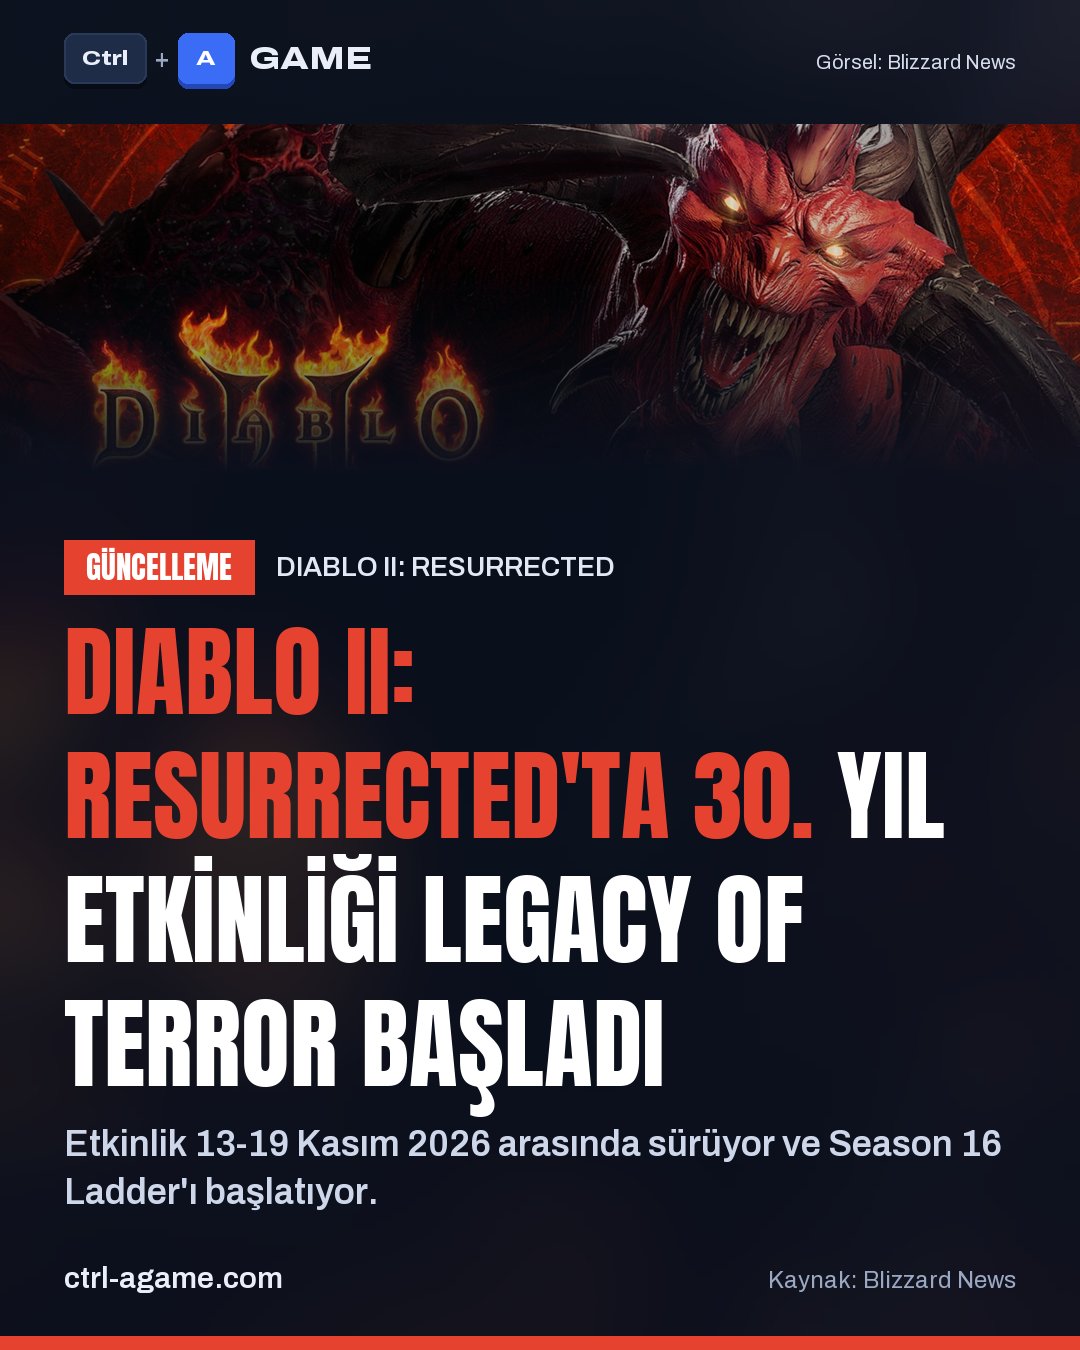 Ctrl + A GAME
Görsel: Blizzard News
DIABLO II
GÜNCELLEME
DIABLO II: RESURRECTED
DIABLO II:
RESURRECTED'TA 30. YIL
ETKİNLİĞİ LEGACY OF
TERROR BAŞLADI
Etkinlik 13-19 Kasım 2026 arasında sürüyor ve Season 16
Ladder'ı başlatıyor.
ctrl-agame.com
Kaynak: Blizzard News